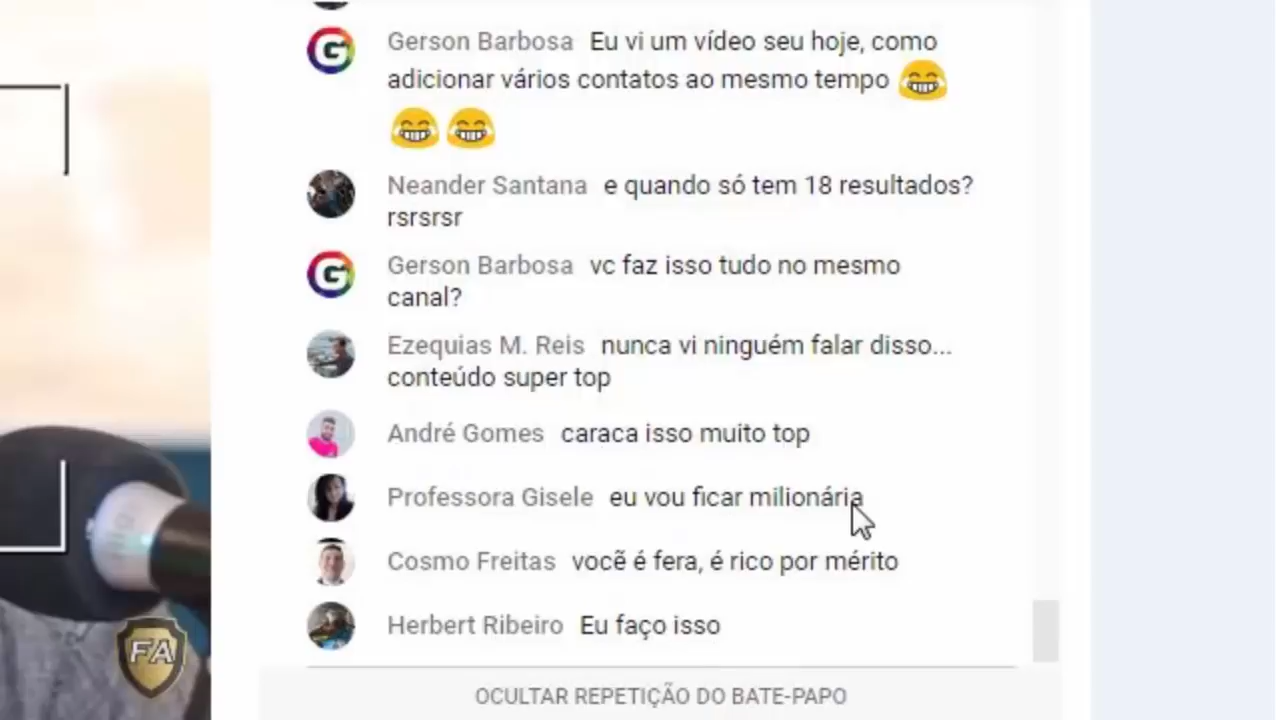 Gerson Barbosa Eu vi um vídeo seu hoje, como
adicionar vários contatos ao mesmo tempo
Neander Santana e quando só tem 18 resultados?
rsrsrsr
Gerson Barbosa vc faz isso tudo no mesmo
canal?
Ezequias M. Reis nunca vi ninguém falar disso...
conteúdo super top
André Gomes caraca isso muito top
Professora Gisele eu vou ficar milionária
Cosmo Freitas você é fera, é rico por mérito
Herbert Ribeiro Eu faço isso
FA
OCULTAR REPETIÇÃO DO BATE-PAPO